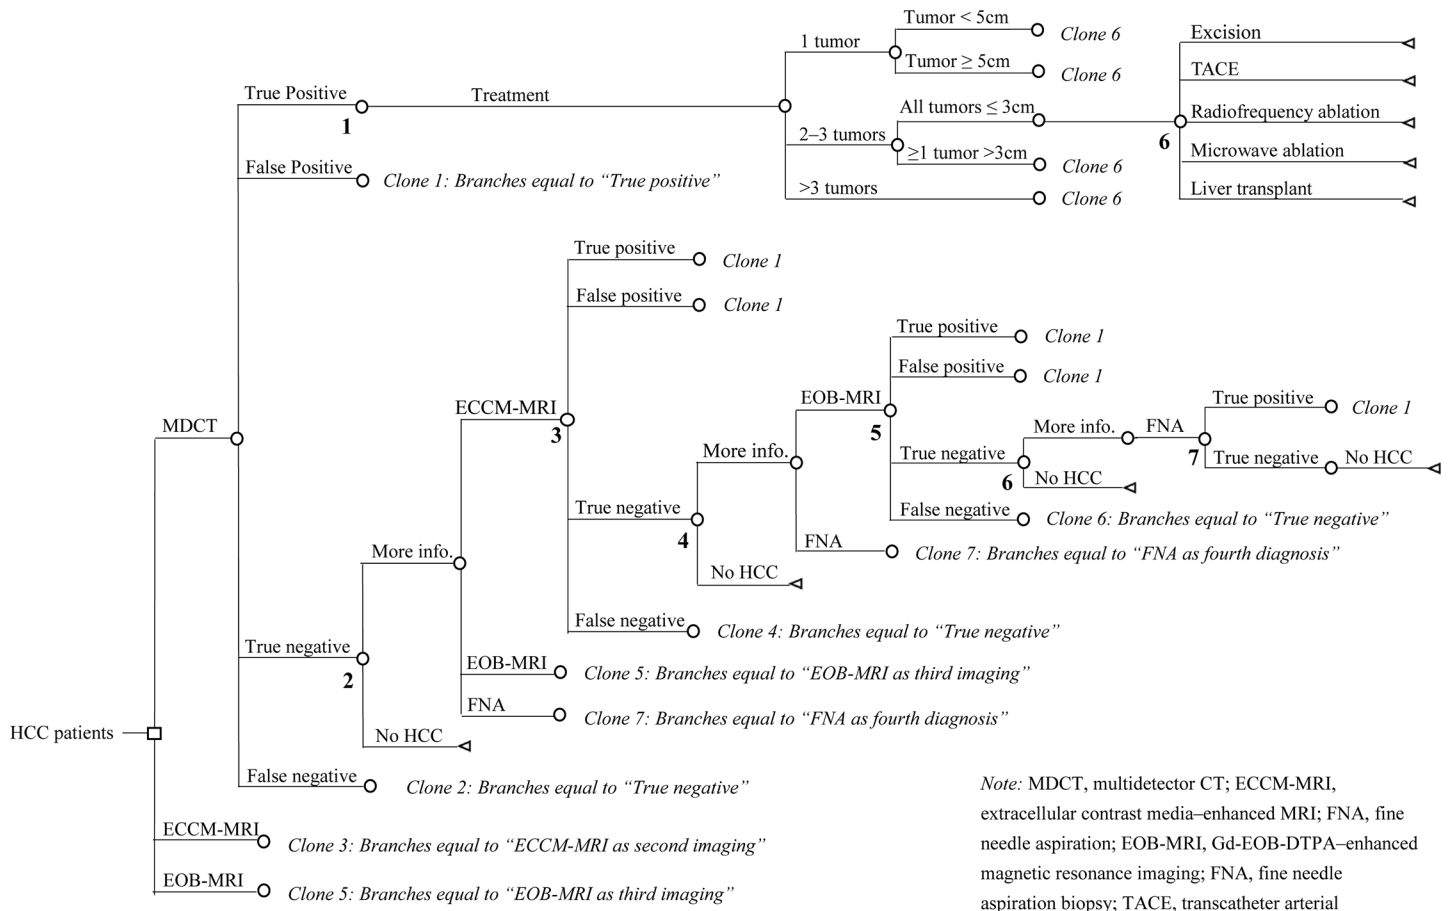 Tumor < 5cm
Clone 6
1 tumor
Tumor ≥ 5cm
Clone 6
Excision
TACE
True Positive
1
Treatment
All tumors ≤ 3cm
2–3 tumors
≥1 tumor >3cm
Clone 6
6
Radiofrequency ablation
Microwave ablation
>3 tumors
Clone 6
Liver transplant
False Positive
Clone 1: Branches equal to “True positive”
True positive
Clone 1
False positive
Clone 1
True positive
Clone 1
False positive
Clone 1
ECCM-MRI
3
EOB-MRI
5
True positive
Clone 1
MDCT
More info.
FNA
7
More info.
True negative
6
True negative
No HCC
No HCC
True negative
4
False negative
Clone 6: Branches equal to “True negative”
FNA
Clone 7: Branches equal to “FNA as fourth diagnosis”
More info.
No HCC
False negative
Clone 4: Branches equal to “True negative”
True negative
2
EOB-MRI
Clone 5: Branches equal to “EOB-MRI as third imaging”
FNA
Clone 7: Branches equal to “FNA as fourth diagnosis”
HCC patients
No HCC
False negative
Clone 2: Branches equal to “True negative”
ECCM-MRI
Clone 3: Branches equal to “ECCM-MRI as second imaging”
EOB-MRI
Clone 5: Branches equal to “EOB-MRI as third imaging”
Note: MDCT, multidetector CT; ECCM-MRI,
extracellular contrast media–enhanced MRI; FNA, fine
needle aspiration; EOB-MRI, Gd-EOB-DTPA–enhanced
magnetic resonance imaging; FNA, fine needle
aspiration biopsy; TACE, transcatheter arterial